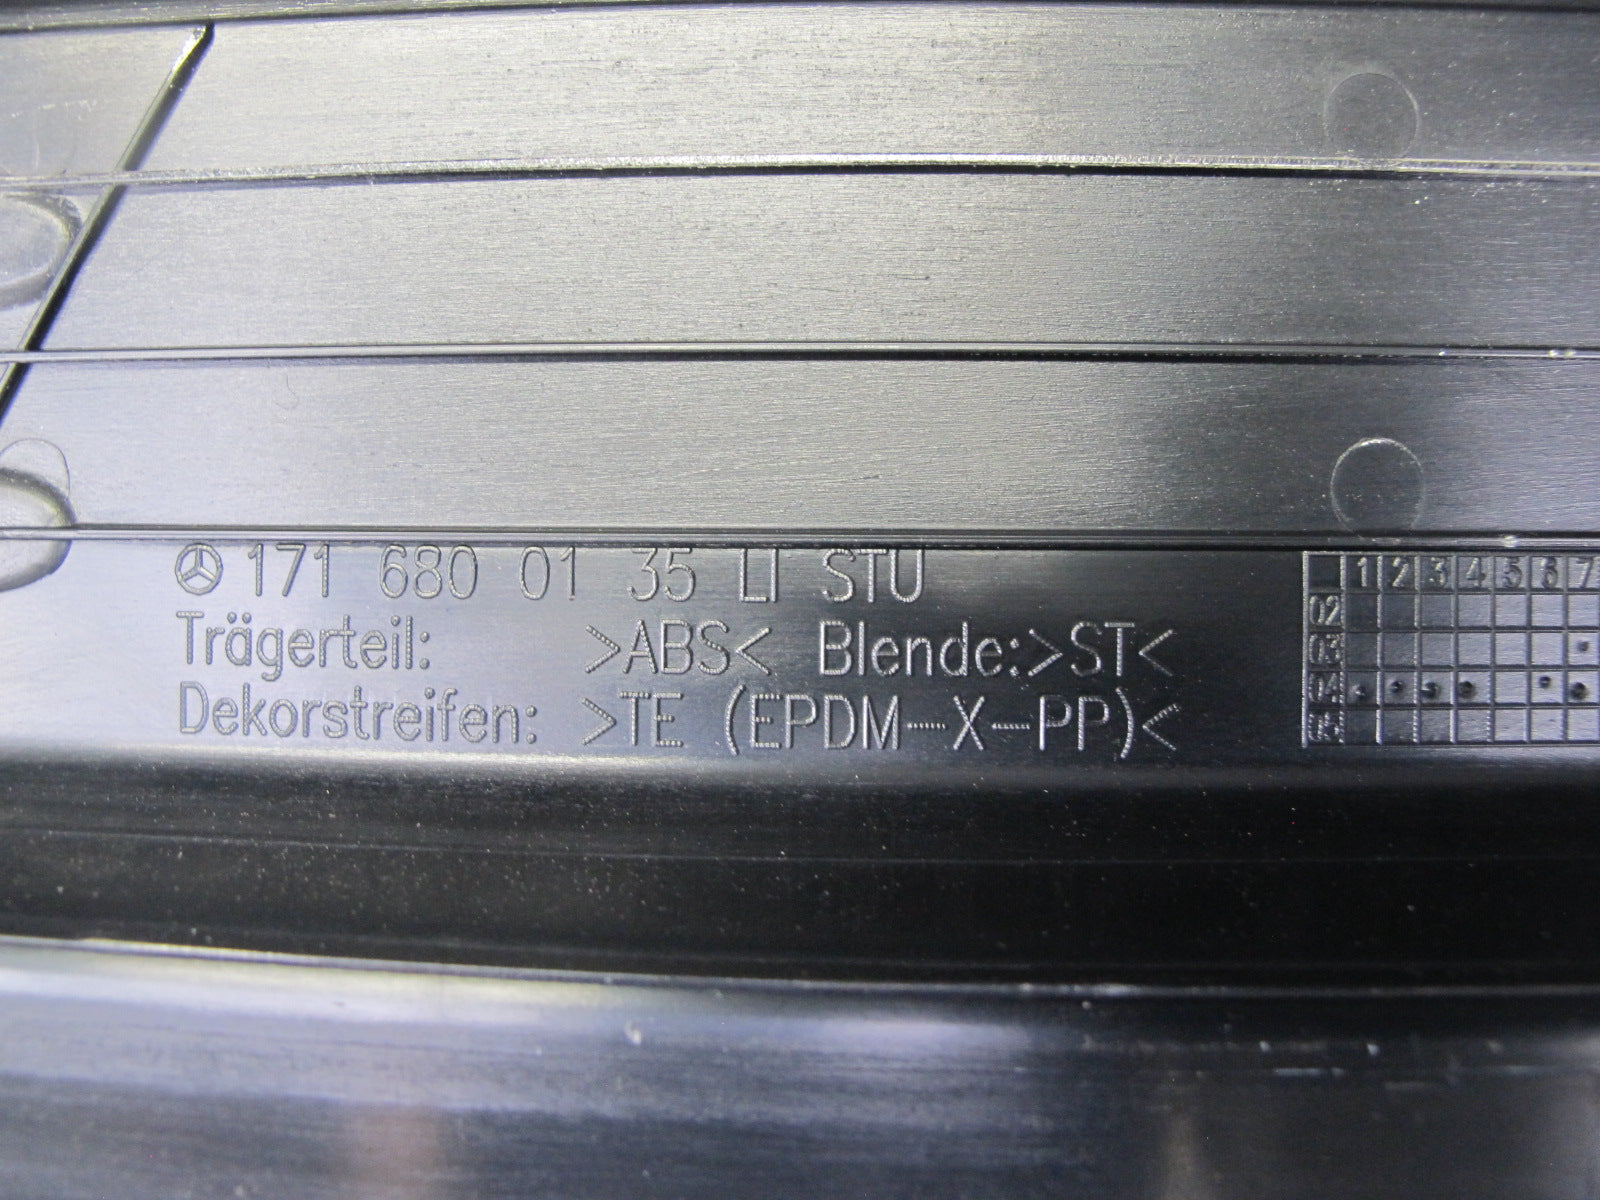 171 680 01 35 LI STU
Trägerteil: >ABS< Blende:>ST<
Dekorstreifen: >TE (EPDM-X-PP)<
1 2 3 4 5 6 7
02
03
04
05